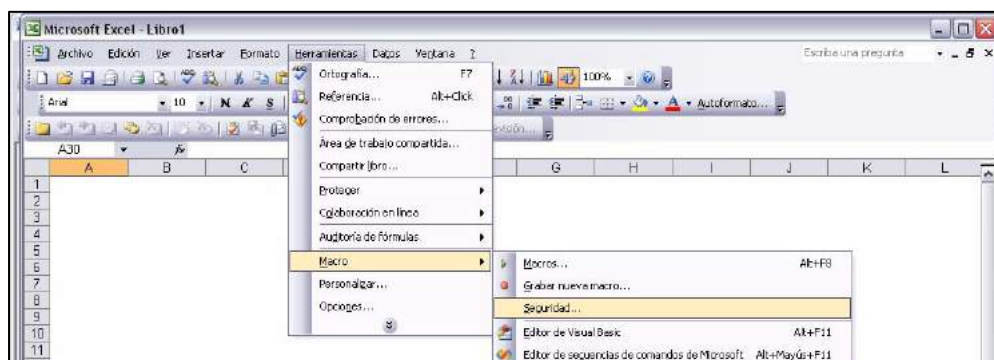 Microsoft Excel - Libro1
Archivo Edición Ver Insertar Formato Herramientas Datos Ventana ? Escriba una pregunta
100%
Arial 10 N K S Autoformato...
A30 fx
A B C G H I J K L
1
2
3
4
5
6
7
8
9
10
11
Ortografía... F7
Referencia... Alt+Click
Comprobación de errores...
Área de trabajo compartida...
Compartir libro...
Proteger
Colaboración en línea
Auditoría de fórmulas
Macro
Personalizar...
Opciones...
Macros... Alt+F8
Grabar nueva macro...
Seguridad...
Editor de Visual Basic Alt+F11
Editor de secuencias de comandos de Microsoft Alt+Mayús+F11